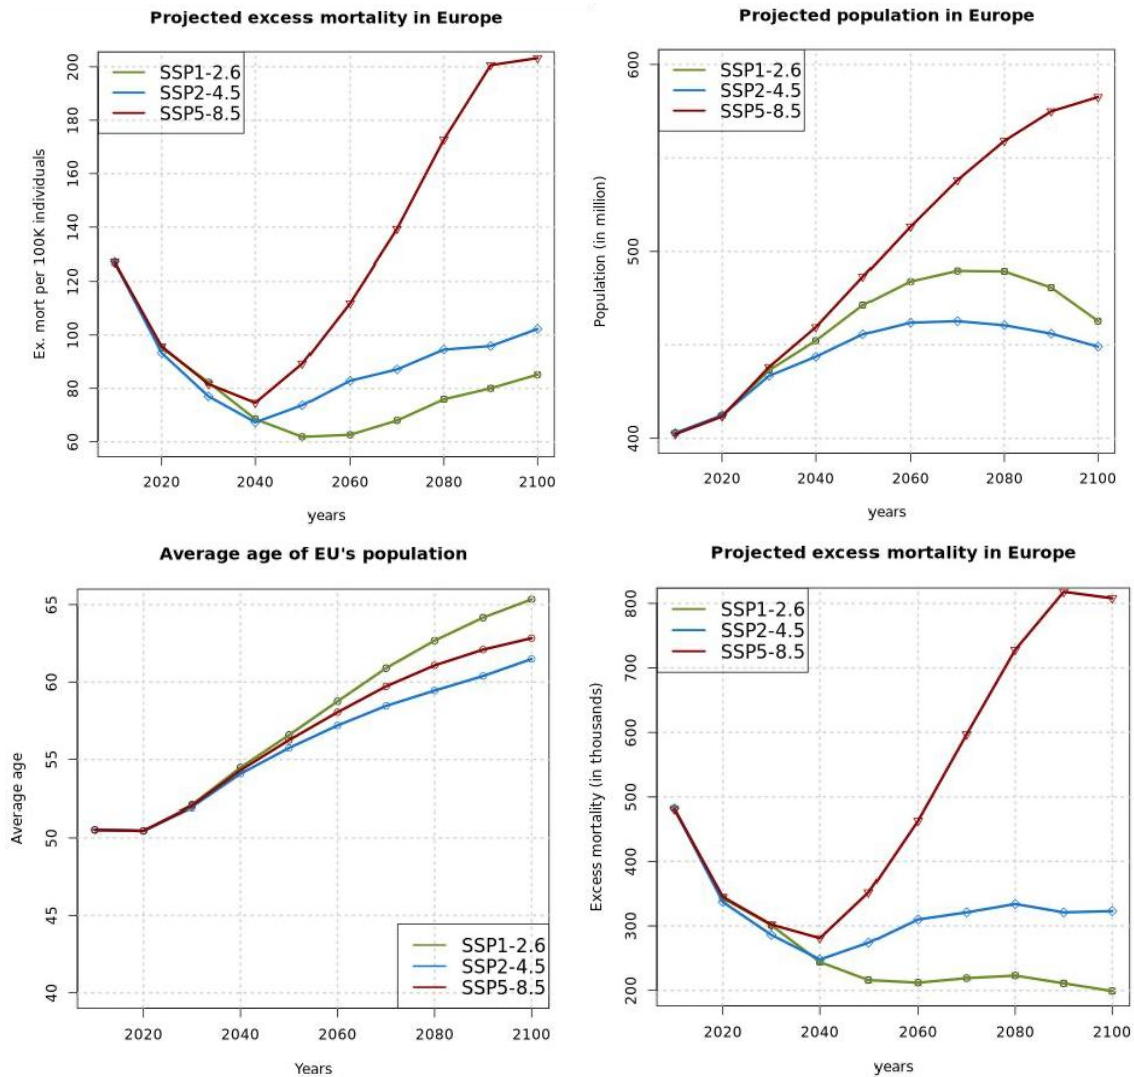 Projected excess mortality in Europe
SSP1-2.6
SSP2-4.5
SSP5-8.5
Ex. mort per 100K individuals
200
180
160
140
120
100
80
60
2020 2040 2060 2080 2100
years
Projected population in Europe
SSP1-2.6
SSP2-4.5
SSP5-8.5
Population (in million)
600
500
400
2020 2040 2060 2080 2100
years
Average age of EU's population
Average age
65
60
55
50
45
40
SSP1-2.6
SSP2-4.5
SSP5-8.5
2020 2040 2060 2080 2100
Years
Projected excess mortality in Europe
SSP1-2.6
SSP2-4.5
SSP5-8.5
Excess mortality (in thousands)
800
700
600
500
400
300
200
2020 2040 2060 2080 2100
years